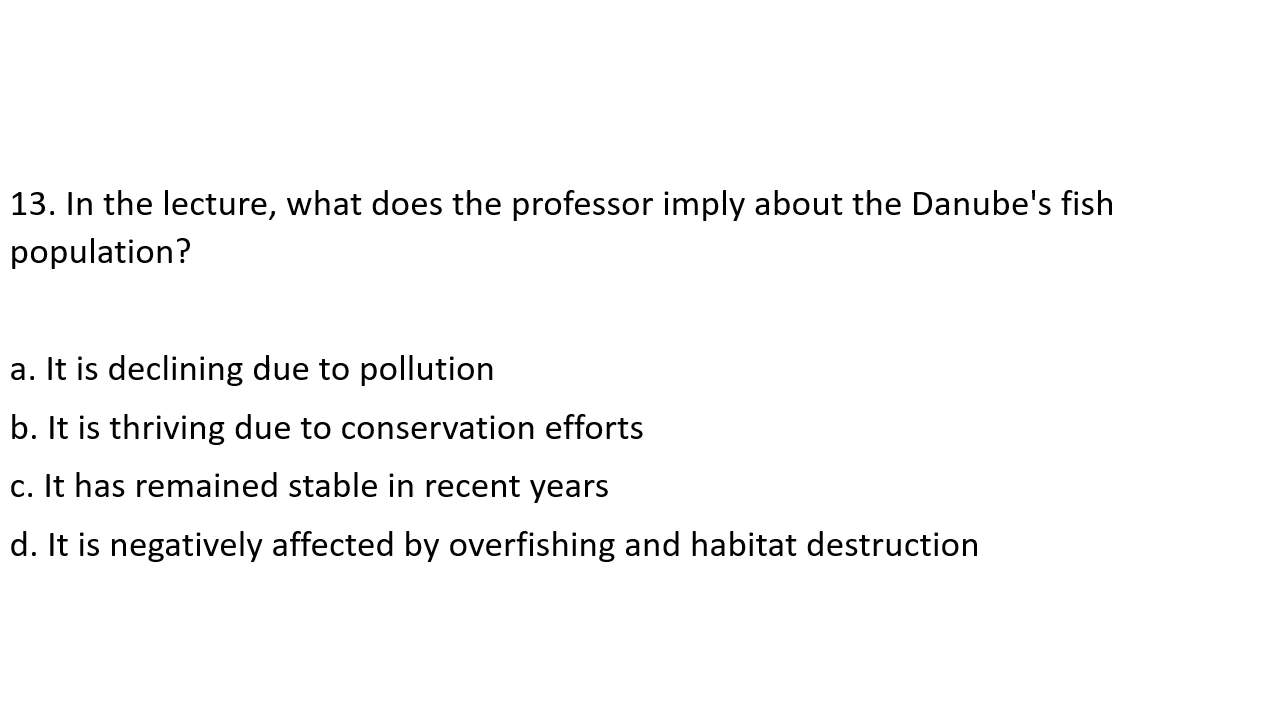 13. In the lecture, what does the professor imply about the Danube's fish
population?
a. It is declining due to pollution
b. It is thriving due to conservation efforts
c. It has remained stable in recent years
d. It is negatively affected by overfishing and habitat destruction